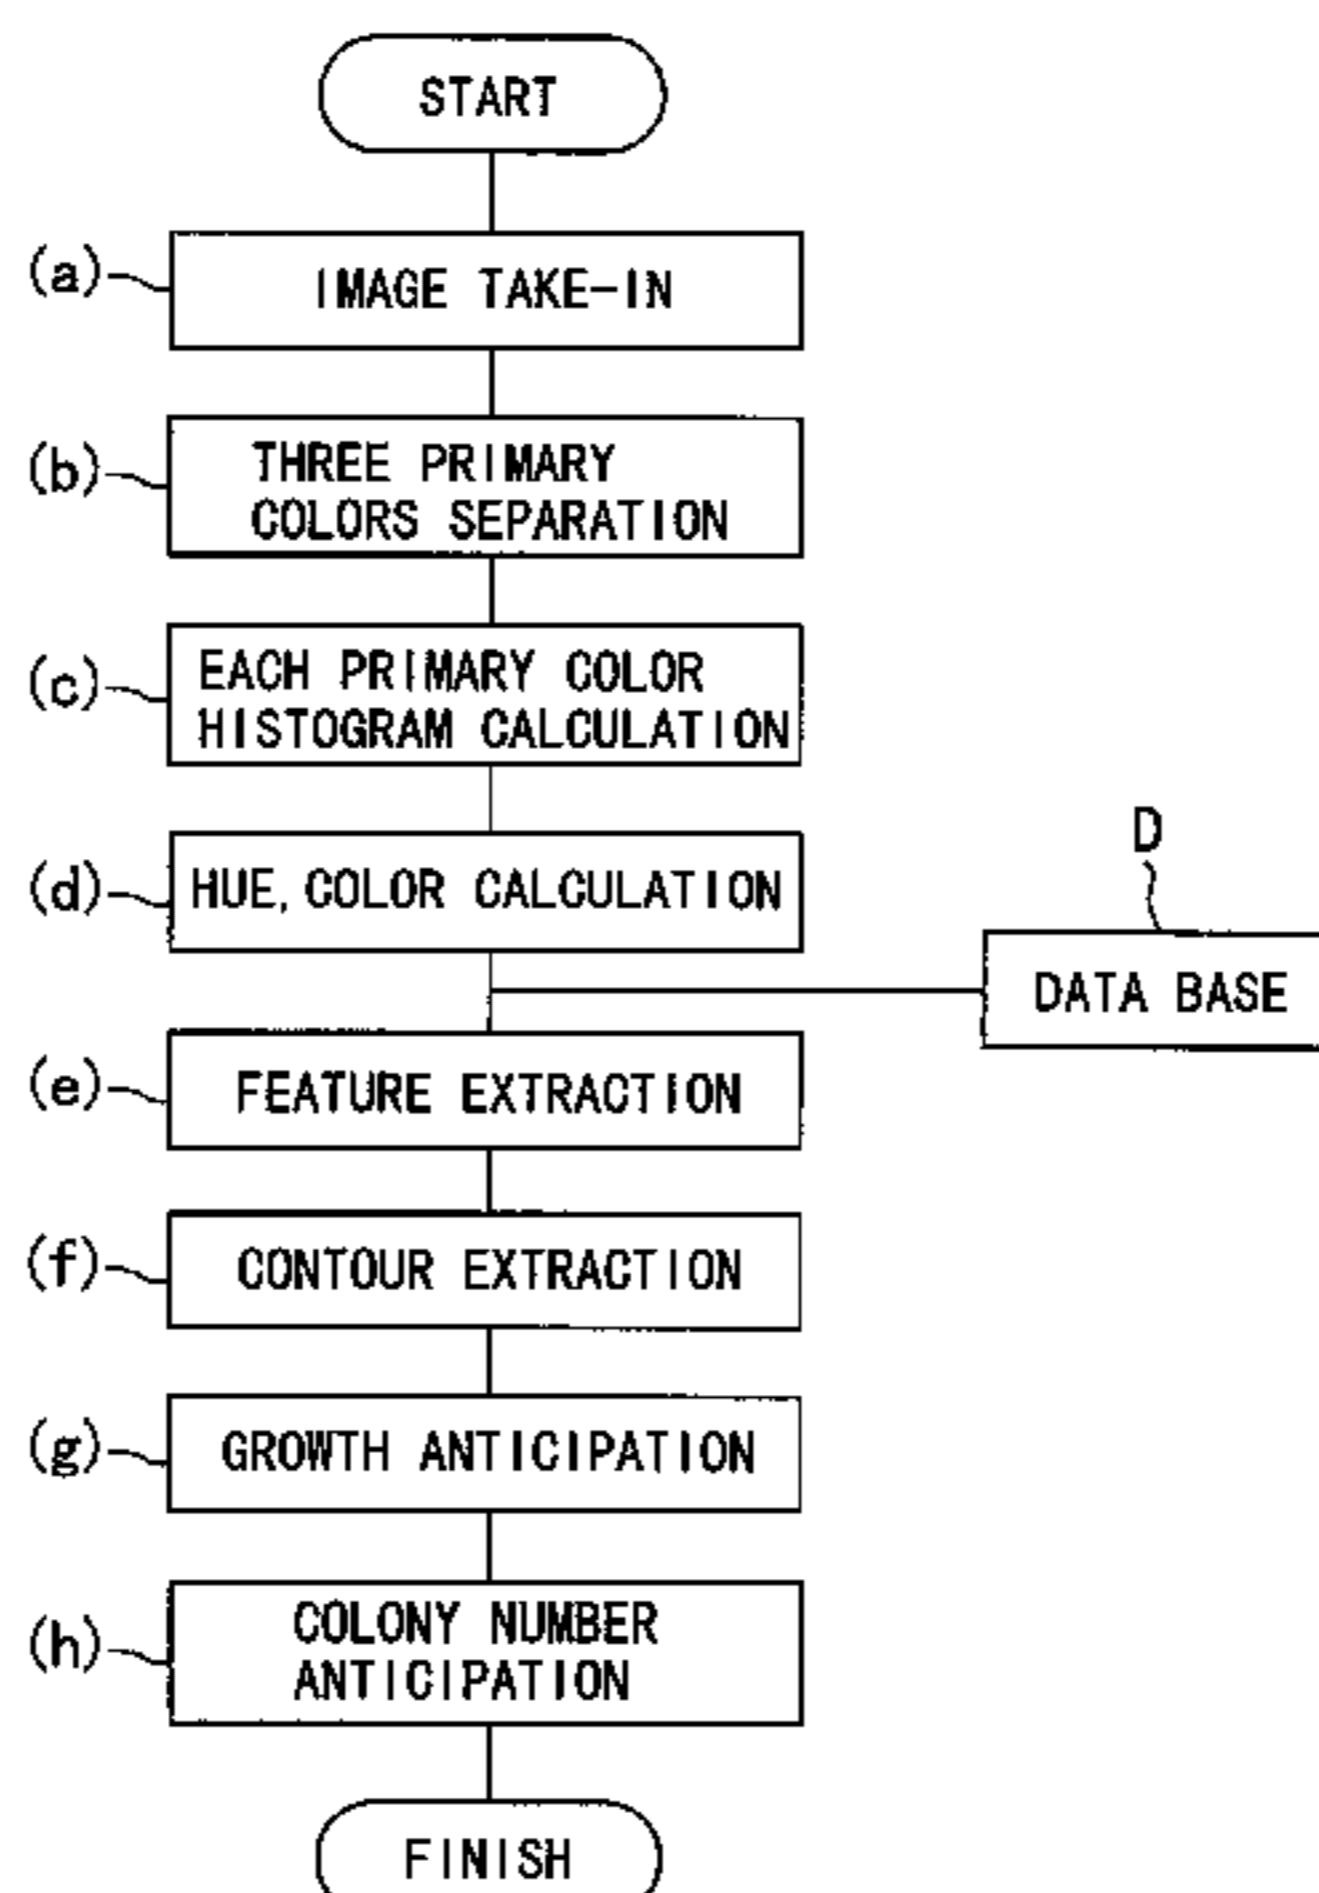 START
(a)
IMAGE TAKE-IN
(b)
THREE PRIMARY
COLORS SEPARATION
(c)
EACH PRIMARY COLOR
HISTOGRAM CALCULATION
(d)
HUE, COLOR CALCULATION
D
DATA BASE
(e)
FEATURE EXTRACTION
(f)
CONTOUR EXTRACTION
(g)
GROWTH ANTICIPATION
(h)
COLONY NUMBER
ANTICIPATION
FINISH